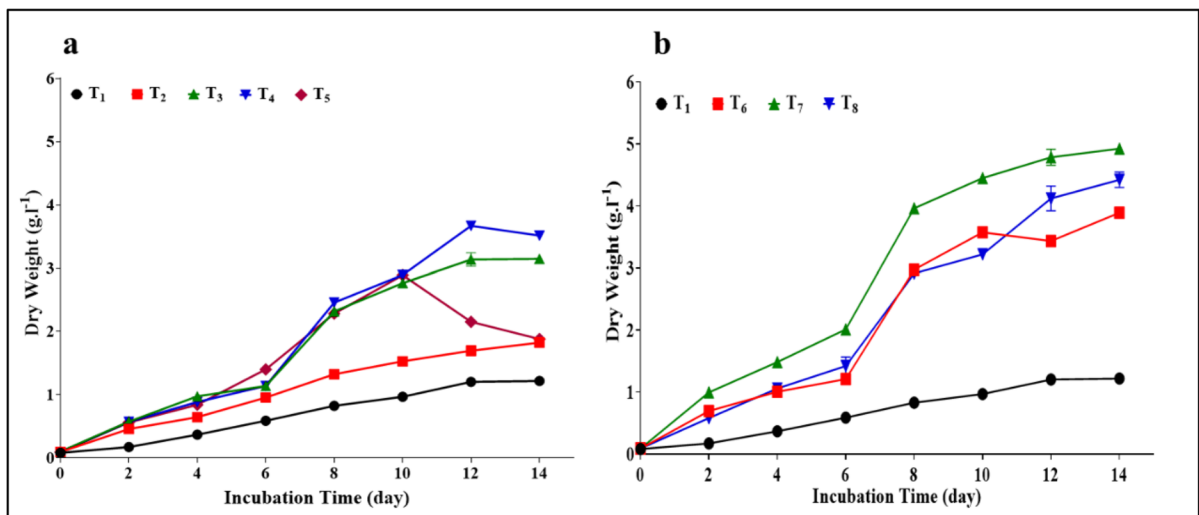 a
Dry Weight (g.l⁻¹)
6
5
4
3
2
1
0
T₁ T₂ T₃ T₄ T₅
0 2 4 6 8 10 12 14
Incubation Time (day)
b
Dry Weight (g.l⁻¹)
6
5
4
3
2
1
0
T₁ T₆ T₇ T₈
0 2 4 6 8 10 12 14
Incubation Time (day)